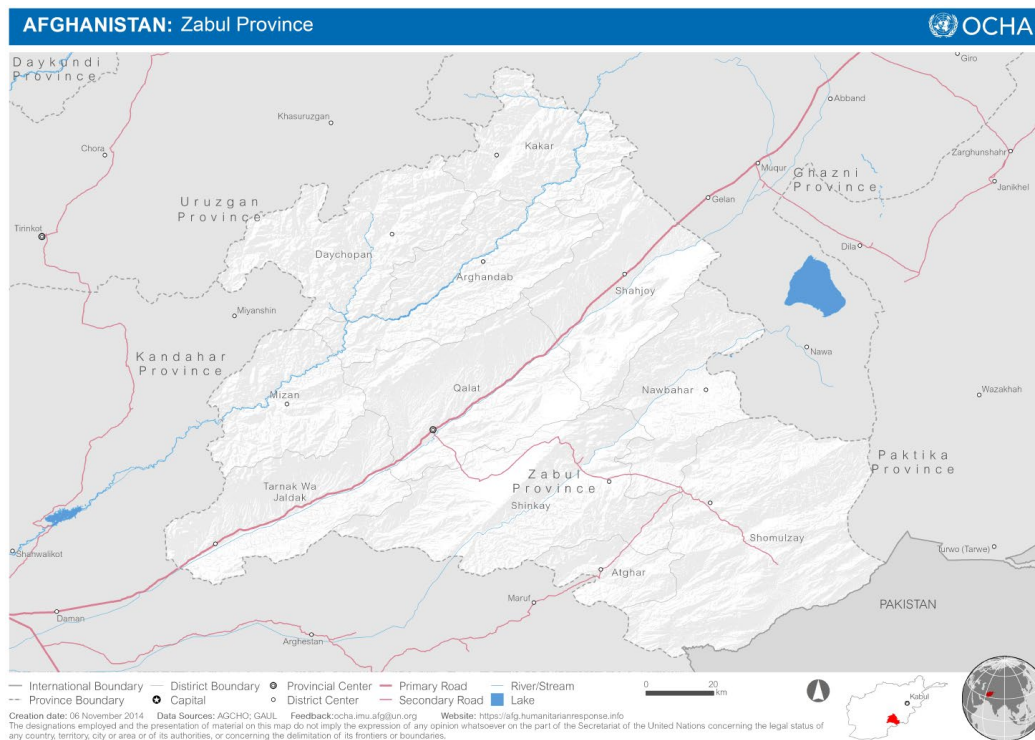 AFGHANISTAN: Zabul Province
OCHA
Daykundi
Province
Giro
Abband
Khasuruzgan
Chora
Kakar
Zarghunshahr
Muqur
Ghazni
Province
Janikhel
Gelan
Uruzgan
Province
Tirinkot
Daychopan
Dila
Arghandab
Shahjoy
Miyanshin
Nawa
Kandahar
Province
Qalat
Nawbahar
Wazakhah
Mizan
Paktika
Province
Zabul
Province
Tarnak Wa
Jaldak
Shinkay
Shomulzay
Shahwalikot
Turwo (Tarwe)
Atghar
Maruf
PAKISTAN
Daman
Arghestan
International Boundary
District Boundary
Provincial Center
Primary Road
River/Stream
0
20
km
Province Boundary
Capital
District Center
Secondary Road
Lake
Kabul
Creation date: 06 November 2014 Data Sources: AGCHO; GAUL Feedback:ocha.imu.afg@un.org Website: https://afg.humanitarianresponse.info
The designations employed and the presentation of material on this map do not imply the expression of any opinion whatsoever on the part of the Secretariat of the United Nations concerning the legal status of
any country, territory, city or area or of its authorities, or concerning the delimitation of its frontiers or boundaries.